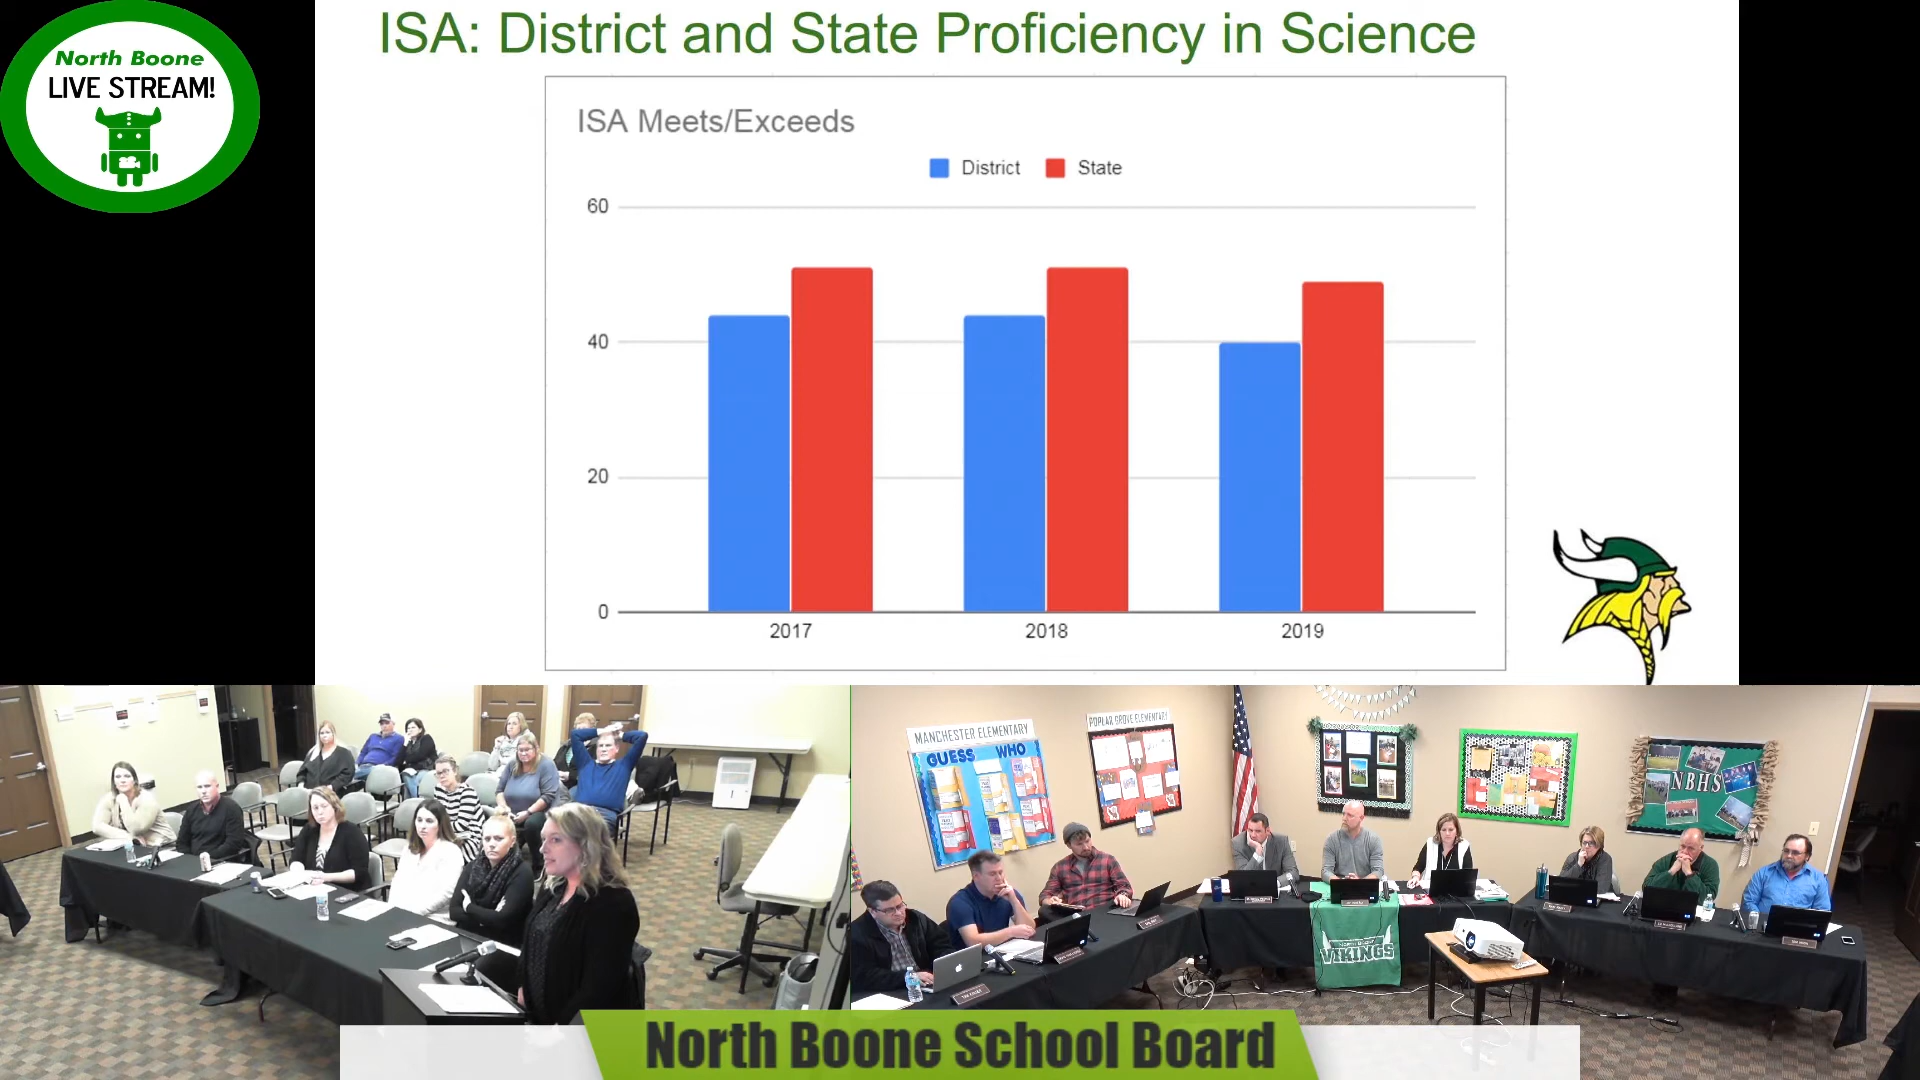 North Boone
LIVE STREAM!
ISA: District and State Proficiency in Science
ISA Meets/Exceeds
District
State
60
40
20
0
2017
2018
2019
MANCHESTER ELEMENTARY
GUESS WHO
POPLAR GROVE ELEMENTARY
NBHS
VIKINGS
North Boone School Board